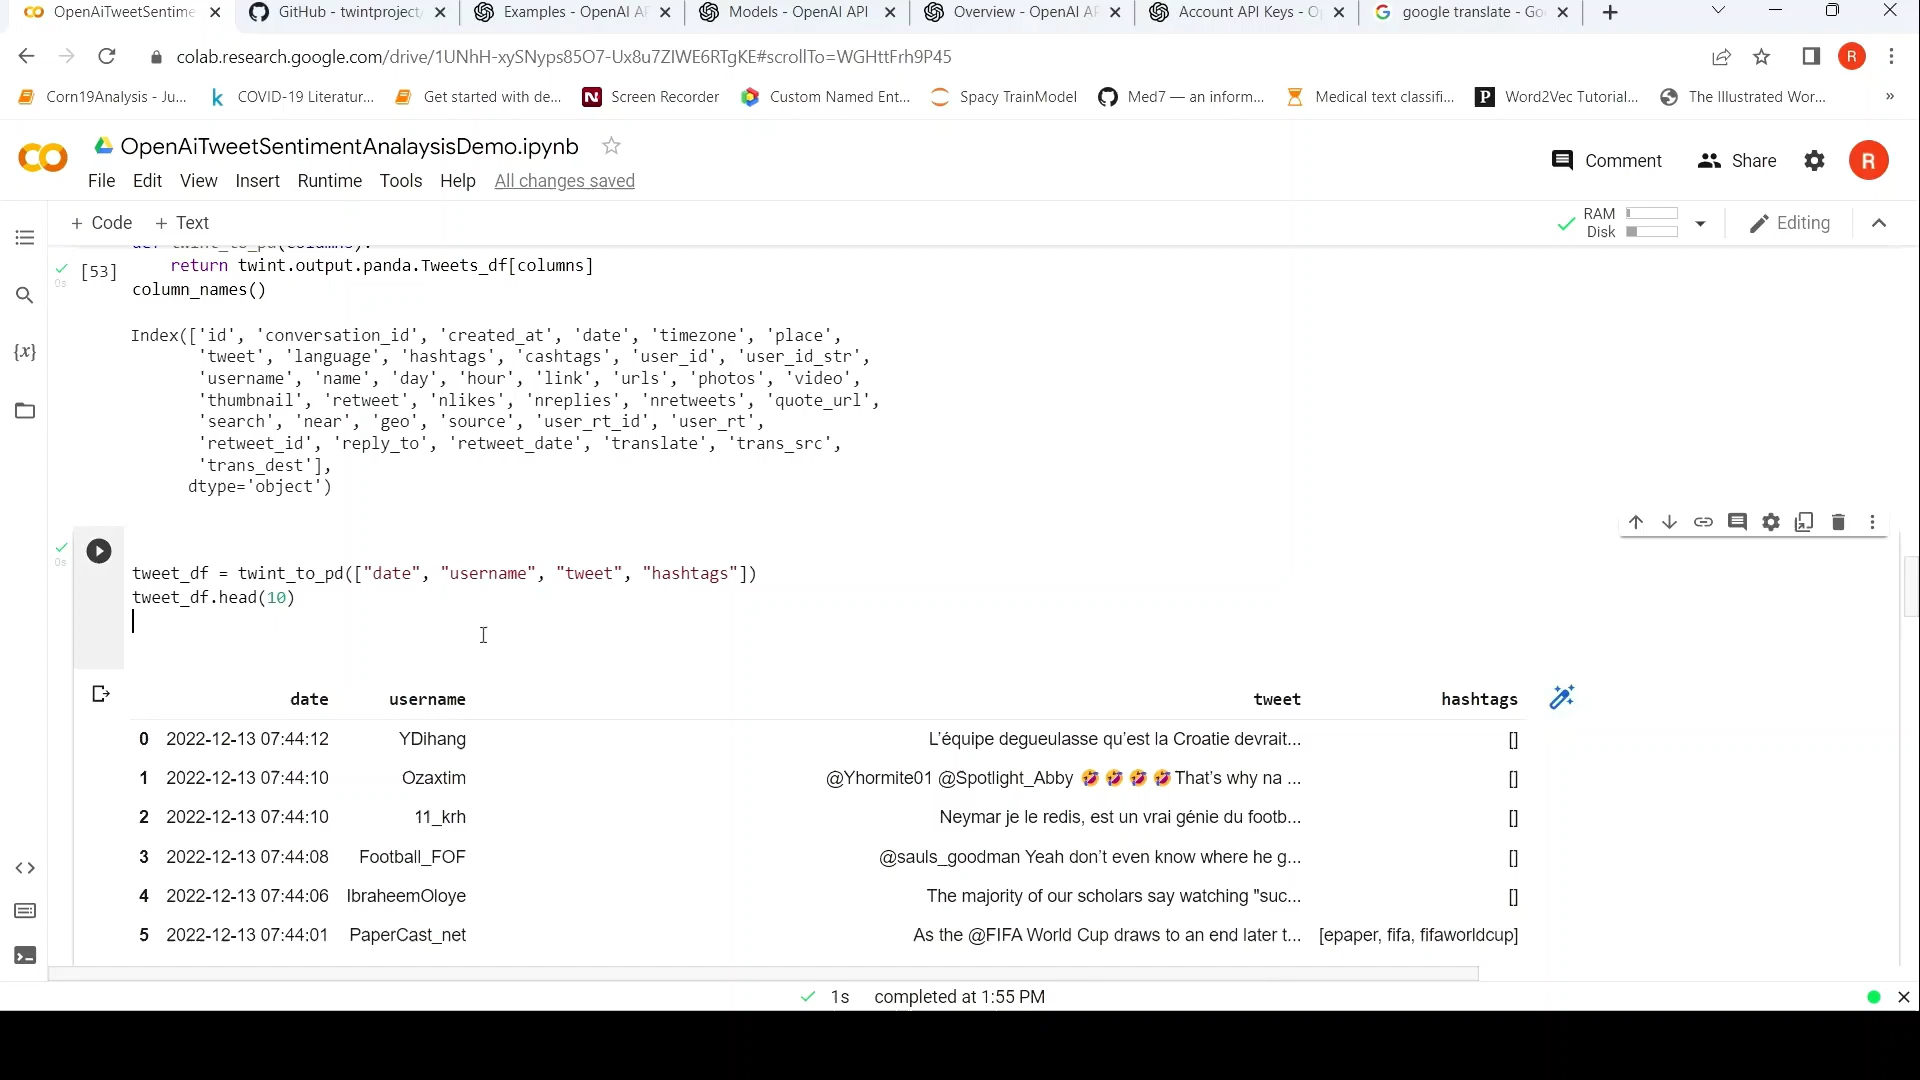 OpenAiTweetSentime
GitHub - twintproject/
Examples - OpenAI AP
Models - OpenAI API
Overview - OpenAI AP
Account API Keys - O
google translate - Go
colab.research.google.com/drive/1UNhH-xySNyps85O7-Ux8u7ZIWE6RTgKE#scrollTo=WGHttFrh9P45
R
Corn19Analysis - Ju...
COVID-19 Literatur...
Get started with de...
Screen Recorder
Custom Named Ent...
Spacy TrainModel
Med7 — an inform...
Medical text classifi...
Word2Vec Tutorial...
The Illustrated Wor...
»
OpenAiTweetSentimentAnalaysisDemo.ipynb
Comment
Share
R
File Edit View Insert Runtime Tools Help All changes saved
+ Code + Text
RAM
Disk
Editing
def twint_to_pd(columns):
[53] return twint.output.panda.Tweets_df[columns]
0s
column_names()
Index(['id', 'conversation_id', 'created_at', 'date', 'timezone', 'place',
'tweet', 'language', 'hashtags', 'cashtags', 'user_id', 'user_id_str',
'username', 'name', 'day', 'hour', 'link', 'urls', 'photos', 'video',
'thumbnail', 'retweet', 'nlikes', 'nreplies', 'nretweets', 'quote_url',
'search', 'near', 'geo', 'source', 'user_rt_id', 'user_rt',
'retweet_id', 'reply_to', 'retweet_date', 'translate', 'trans_src',
'trans_dest'],
dtype='object')
0s
tweet_df = twint_to_pd(["date", "username", "tweet", "hashtags"])
tweet_df.head(10)
date username tweet hashtags
0 2022-12-13 07:44:12 YDihang L'équipe degueulasse qu'est la Croatie devrait... []
1 2022-12-13 07:44:10 Ozaxtim @Yhormite01 @Spotlight_Abby 🤣 🤣 🤣 🤣That's why na ... []
2 2022-12-13 07:44:10 11_krh Neymar je le redis, est un vrai génie du footb... []
3 2022-12-13 07:44:08 Football_FOF @sauls_goodman Yeah don't even know where he g... []
4 2022-12-13 07:44:06 IbraheemOloye The majority of our scholars say watching "suc... []
5 2022-12-13 07:44:01 PaperCast_net As the @FIFA World Cup draws to an end later t... [epaper, fifa, fifaworldcup]
1s completed at 1:55 PM